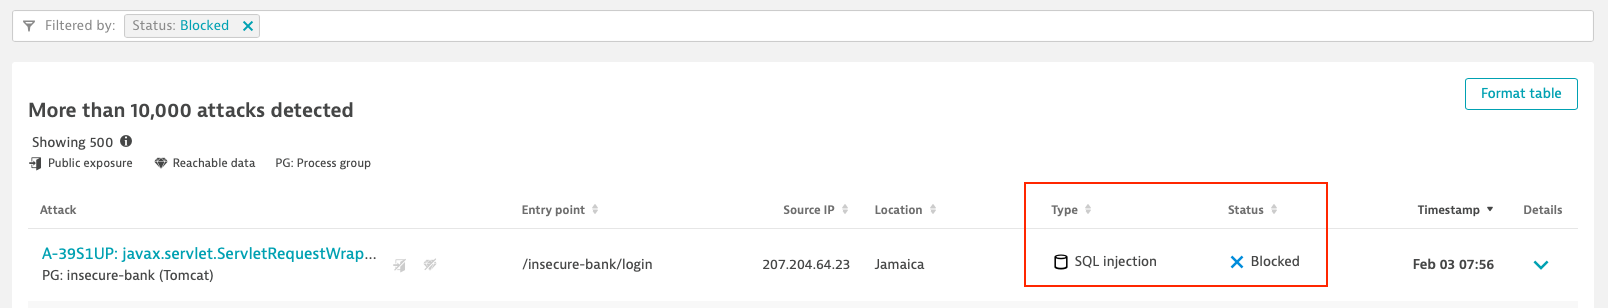 Filtered by: Status: Blocked
More than 10,000 attacks detected
Format table
Showing 500
Public exposure Reachable data PG: Process group
Attack Entry point Source IP Location Type Status Timestamp Details
A-39S1UP: javax.servlet.ServletRequestWrap...
PG: insecure-bank (Tomcat)
/insecure-bank/login 207.204.64.23 Jamaica SQL injection Blocked Feb 03 07:56